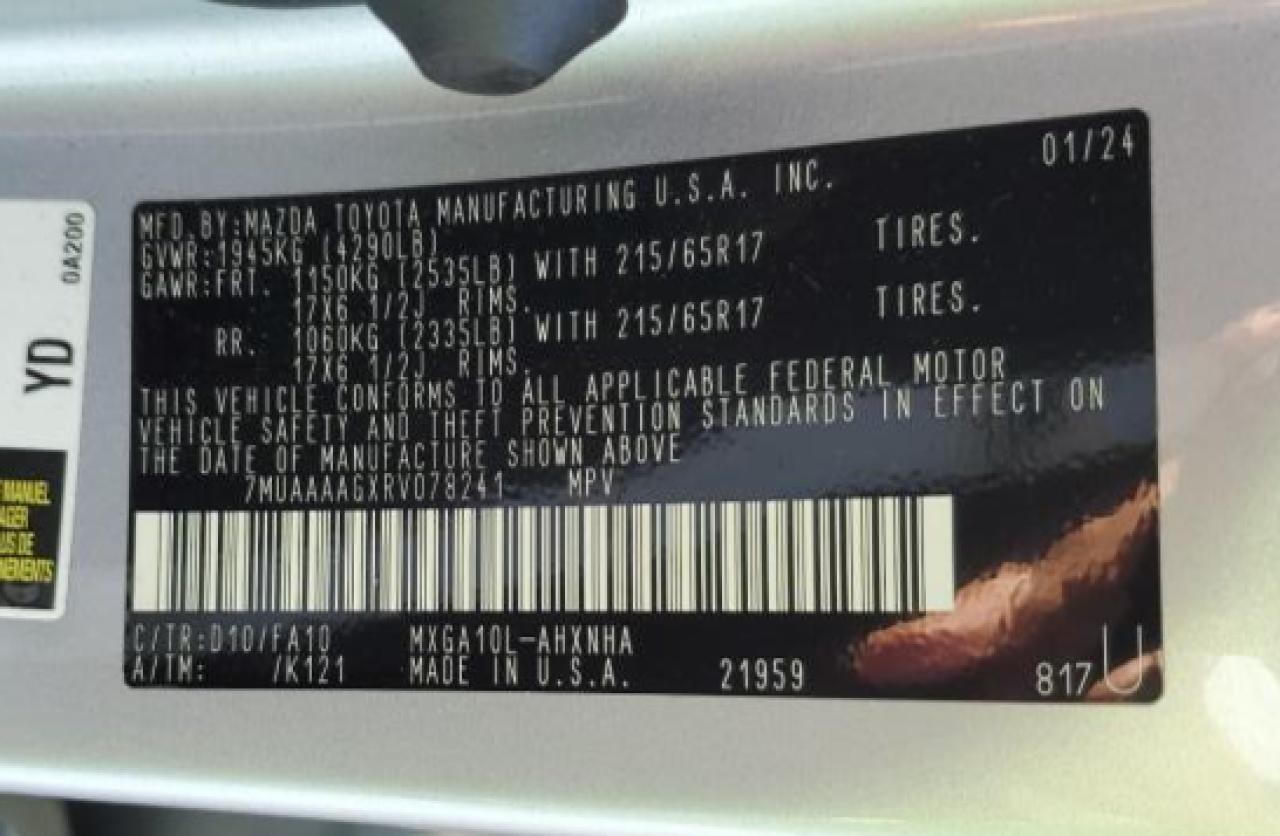 01/24
MFD.BY:MAZDA TOYOTA MANUFACTURING U.S.A. INC.
GVWR:1945KG (4290LB)
GAWR:FRT. 1150KG (2535LB) WITH 215/65R17 TIRES.
17X6 1/2J RIMS.
RR. 1060KG (2335LB) WITH 215/65R17 TIRES.
17X6 1/2J RIMS.
THIS VEHICLE CONFORMS TO ALL APPLICABLE FEDERAL MOTOR
VEHICLE SAFETY AND THEFT PREVENTION STANDARDS IN EFFECT ON
THE DATE OF MANUFACTURE SHOWN ABOVE
7MUAAAAGXRV078241 MPV
C/TR:D10/FA10 MXGA10L-AHXNHA
A/TM: /K121 MADE IN U.S.A. 21959 817 U
0A200
YD
MANUEL
DE